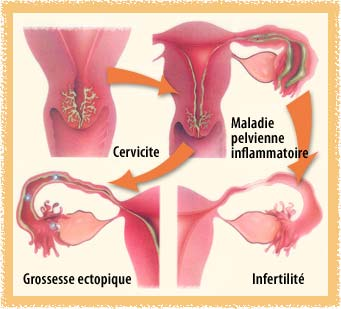 Cervicite
Maladie
pelvienne
inflammatoire
Grossesse ectopique
Infertilité